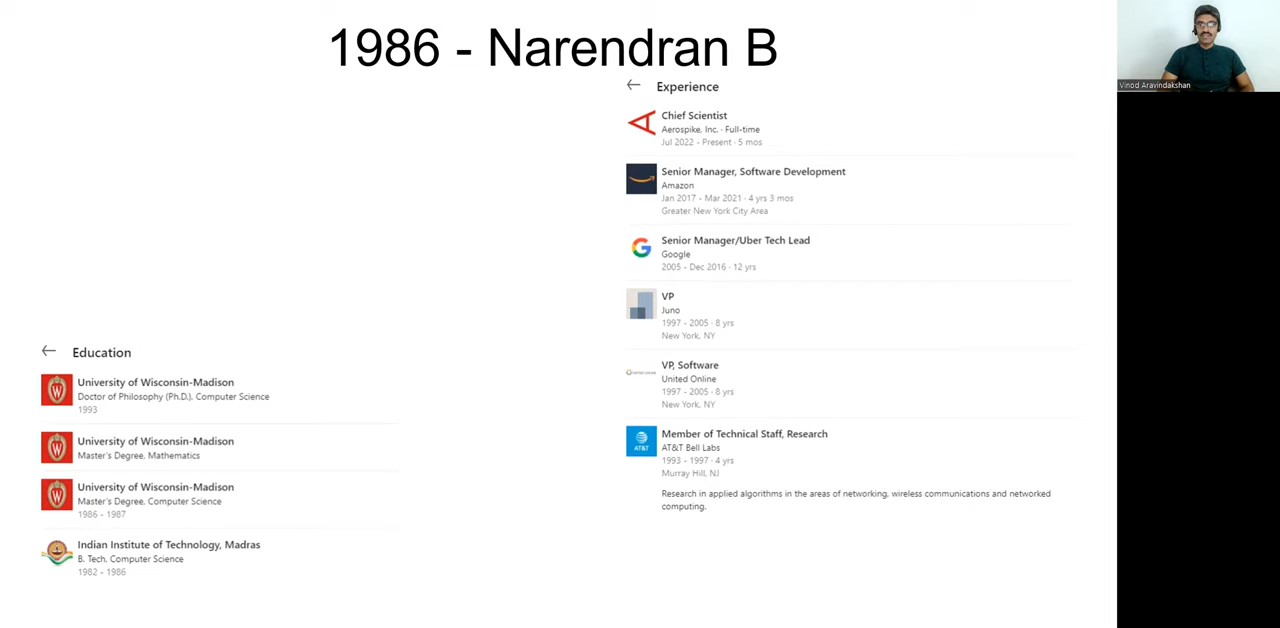 1986 - Narendran B
Experience
Chief Scientist
Aerospike, Inc. · Full-time
Jul 2022 - Present · 5 mos
Senior Manager, Software Development
Amazon
Jan 2017 - Mar 2021 · 4 yrs 3 mos
Greater New York City Area
Senior Manager/Uber Tech Lead
Google
2005 - Dec 2016 · 12 yrs
VP
Juno
1997 - 2005 · 8 yrs
New York, NY
VP, Software
United Online
1997 - 2005 · 8 yrs
New York, NY
AT&T
Member of Technical Staff, Research
AT&T Bell Labs
1993 - 1997 · 4 yrs
Murray Hill, NJ
Research in applied algorithms in the areas of networking, wireless communications and networked
computing.
Education
W
University of Wisconsin-Madison
Doctor of Philosophy (Ph.D.), Computer Science
1993
W
University of Wisconsin-Madison
Master's Degree, Mathematics
W
University of Wisconsin-Madison
Master's Degree, Computer Science
1986 - 1987
Indian Institute of Technology, Madras
B. Tech, Computer Science
1982 - 1986
Vinod Aravindakshan